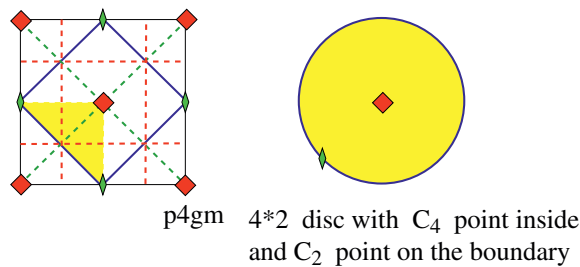 p4gm
4*2 disc with C4 point inside
and C2 point on the boundary